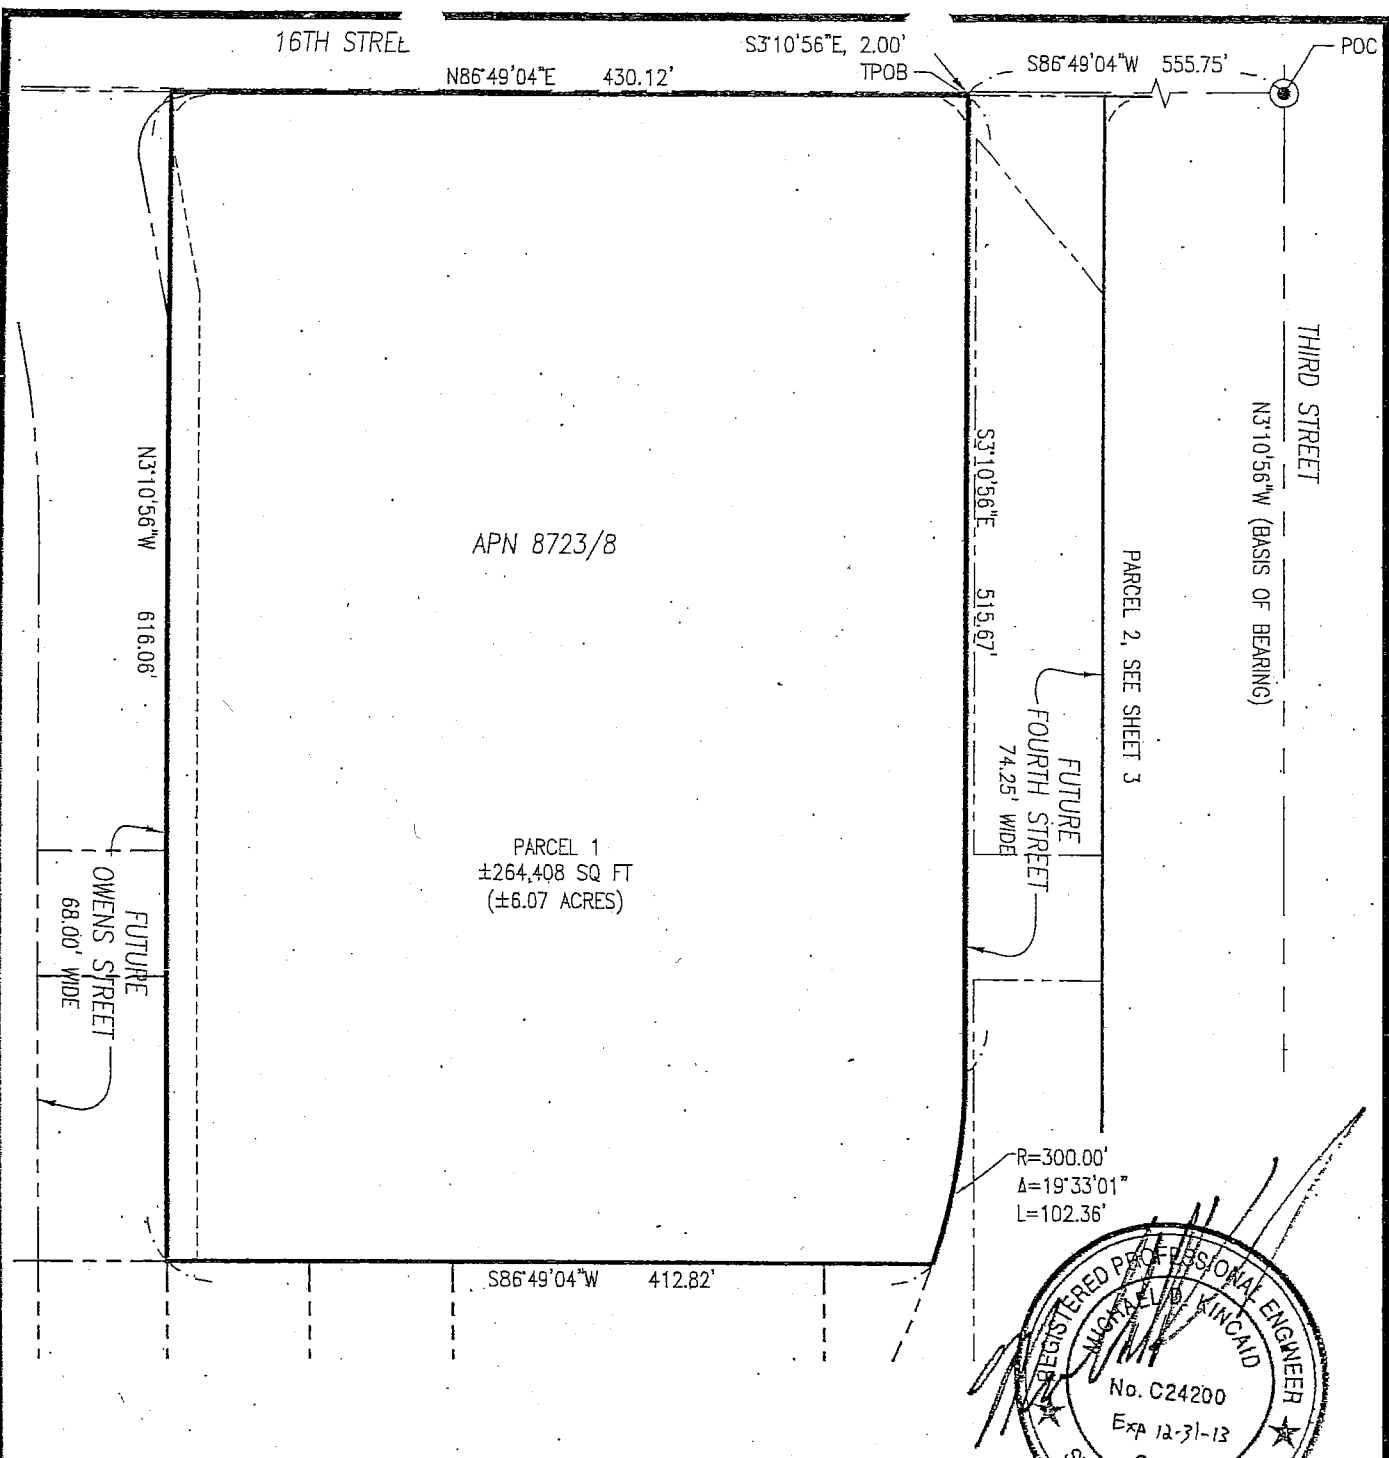 16TH STREE
S3°10'56"E, 2.00'
TPOB
N86°49'04"E 430.12'
S86°49'04"W 555.75'
POC
THIRD STREET
N3°10'56"W (BASIS OF BEARING)
S3°10'56"E 515.67'
PARCEL 2, SEE SHEET 3
N3°10'56"W 616.06'
APN 8723/8
FUTURE
FOURTH STREET
74.25' WIDE
PARCEL 1
±264,408 SQ FT
(±6.07 ACRES)
FUTURE
OWENS STREET
68.00' WIDE
R=300.00'
Δ=19°33'01"
L=102.36'
S86°49'04"W 412.82'
REGISTERED PROFESSIONAL ENGINEER
MICHAEL D. KINCAID
No. C24200
Exp 12-31-13